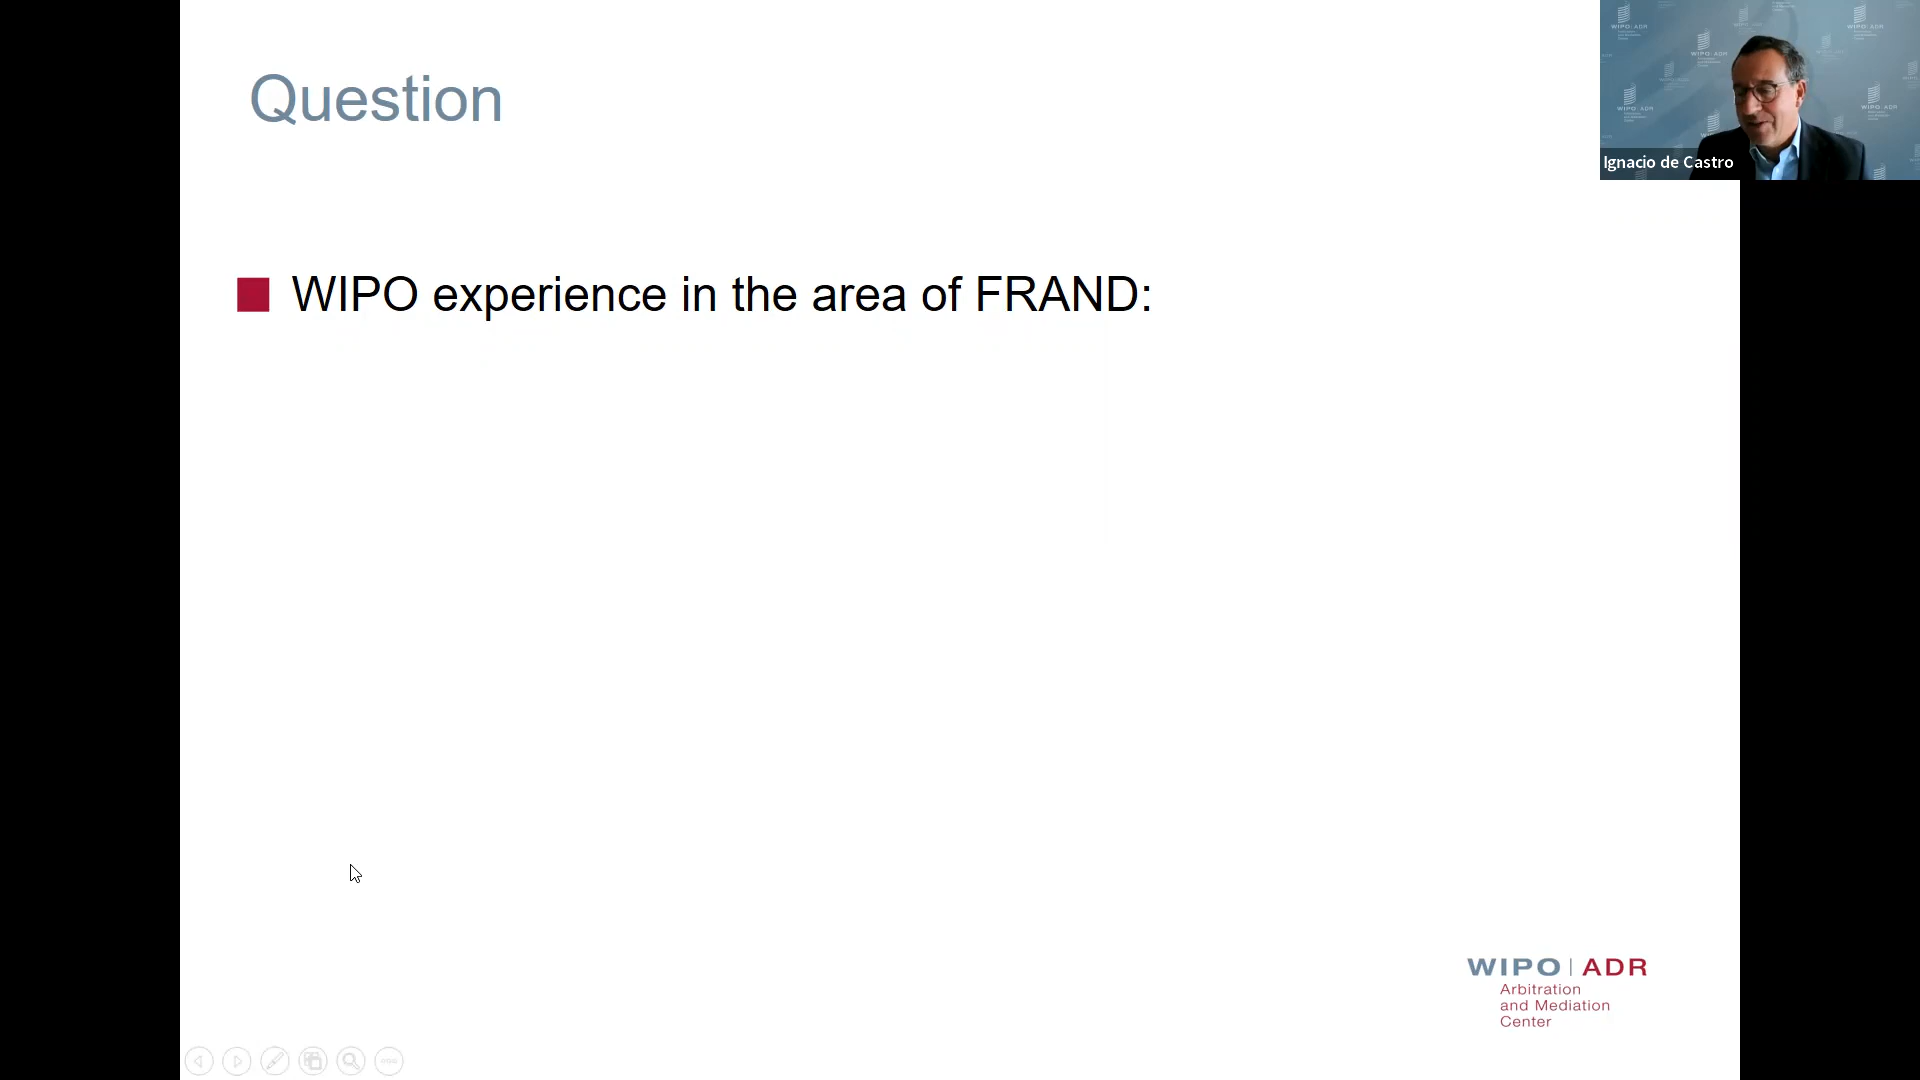 Question
WIPO experience in the area of FRAND:
Ignacio de Castro
WIPO | ADR
Arbitration
and Mediation
Center